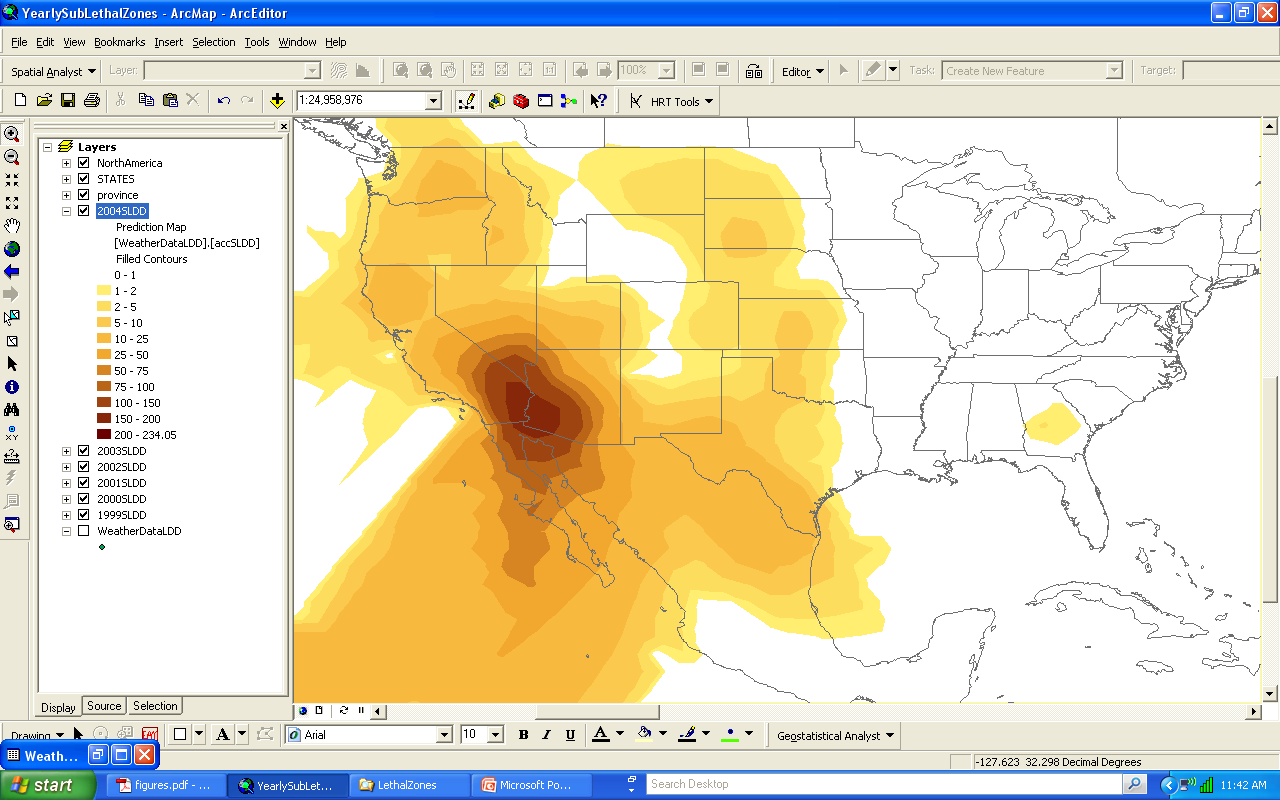 YearlySubLethalZones - ArcMap - ArcEditor
File Edit View Bookmarks Insert Selection Tools Window Help
Spatial Analyst Layer: 100% Editor Task: Create New Feature Target:
1:24,958,976 HRT Tools
Layers
NorthAmerica
STATES
province
2004SLDD
Prediction Map
[WeatherDataLDD].[accSLDD]
Filled Contours
0 - 1
1 - 2
2 - 5
5 - 10
10 - 25
25 - 50
50 - 75
75 - 100
100 - 150
150 - 200
200 - 234.05
2003SLDD
2002SLDD
2001SLDD
2000SLDD
1999SLDD
WeatherDataLDD
Display Source Selection
Drawing A Arial 10 B I U A Geostatistical Analyst
Weath...
-127.623 32.298 Decimal Degrees
start figures.pdf - ... YearlySubLet... LethalZones Microsoft Po... Search Desktop 11:42 AM